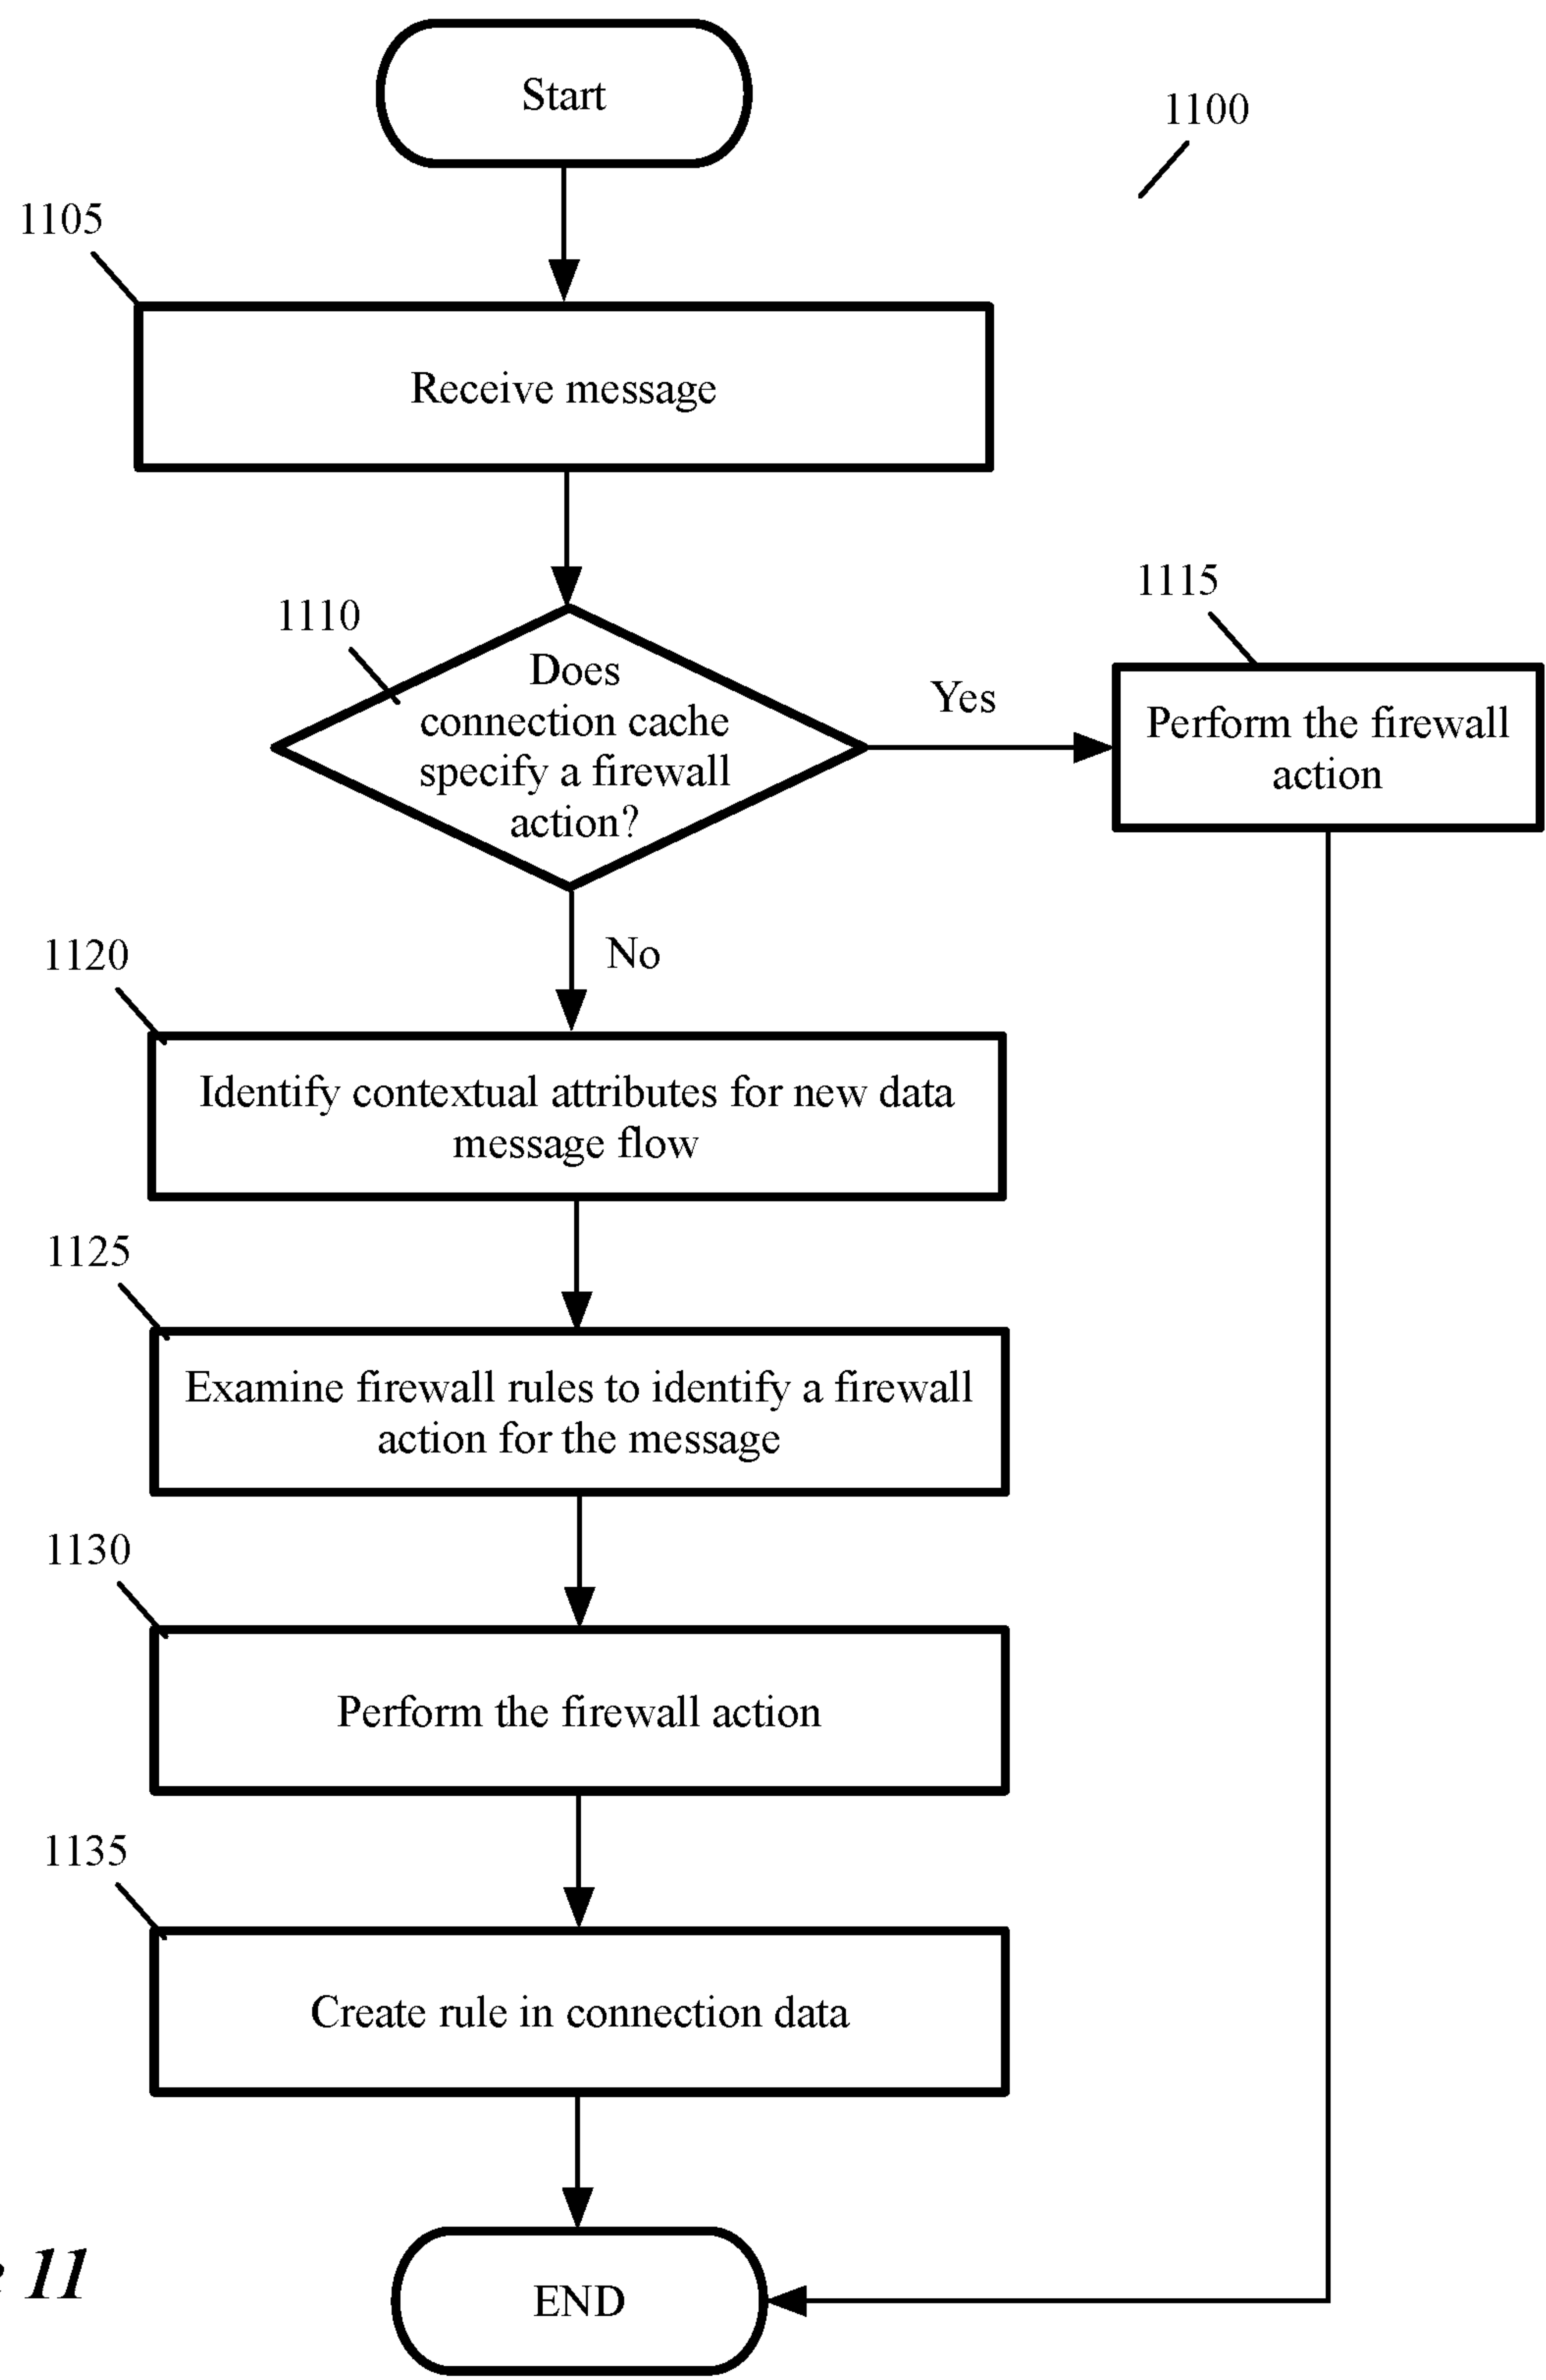 Start
1100
1105
Receive message
1110
Does
connection cache
specify a firewall
action?
Yes
1115
Perform the firewall
action
No
1120
Identify contextual attributes for new data
message flow
1125
Examine firewall rules to identify a firewall
action for the message
1130
Perform the firewall action
1135
Create rule in connection data
END
11